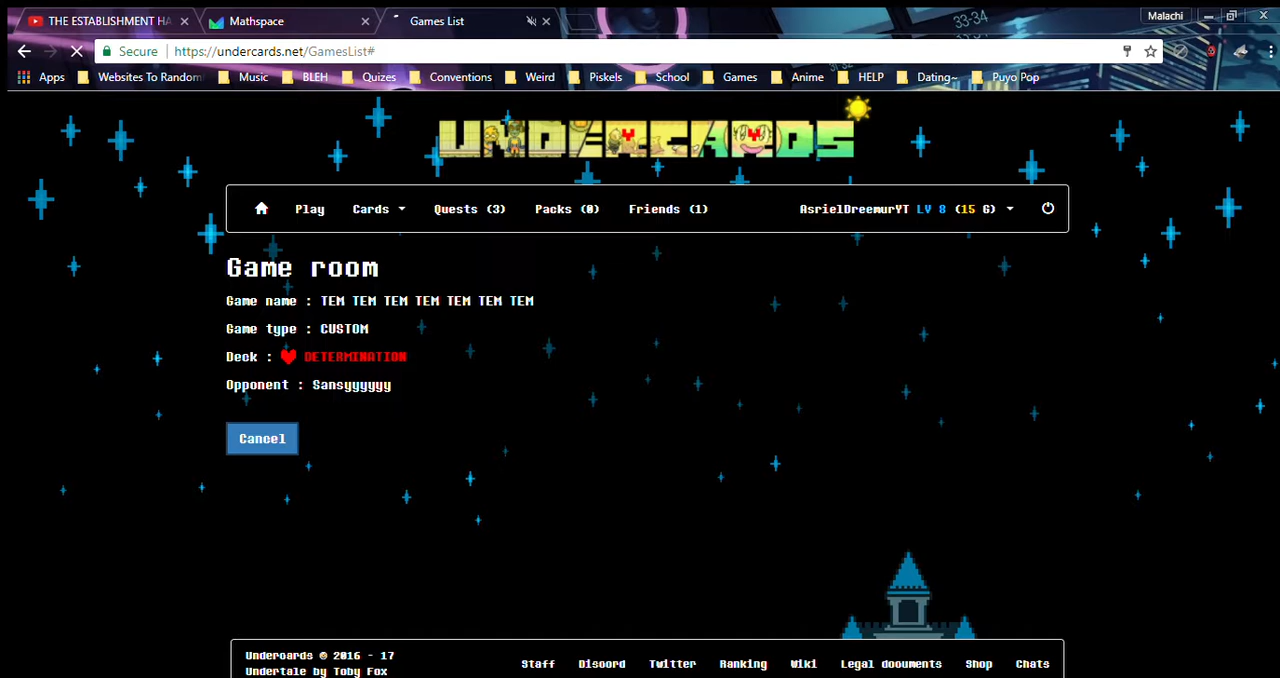 THE ESTABLISHMENT HA
Mathspace
Games List
Malachi
Secure
https://undercards.net/GamesList#
Apps
Websites To Random
Music
BLEH
Quizes
Conventions
Weird
Piskels
School
Games
Anime
HELP
Dating~
Puyo Pop
33-34
UNDERCARDS
Play
Cards
Quests (3)
Packs (0)
Friends (1)
AsrielDreemurYT LV 8 (15 G)
Game room
Game name : TEM TEM TEM TEM TEM TEM TEM
Game type : CUSTOM
Deck : DETERMINATION
Opponent : Sansyyyyyy
Cancel
Undercards © 2016 - 17
Undertale by Toby Fox
Staff
Discord
Twitter
Ranking
Wiki
Legal documents
Shop
Chats